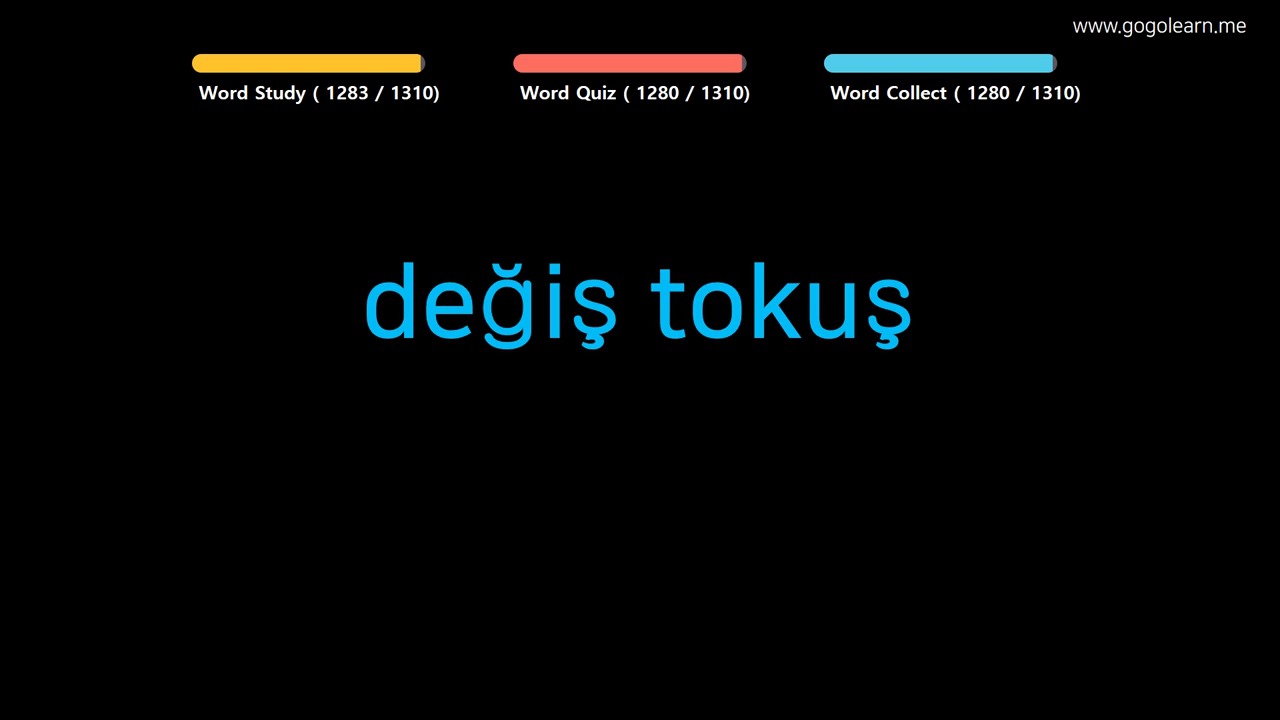 www.gogolearn.me
Word Study ( 1283 / 1310)
Word Quiz ( 1280 / 1310)
Word Collect ( 1280 / 1310)
değiş tokuş